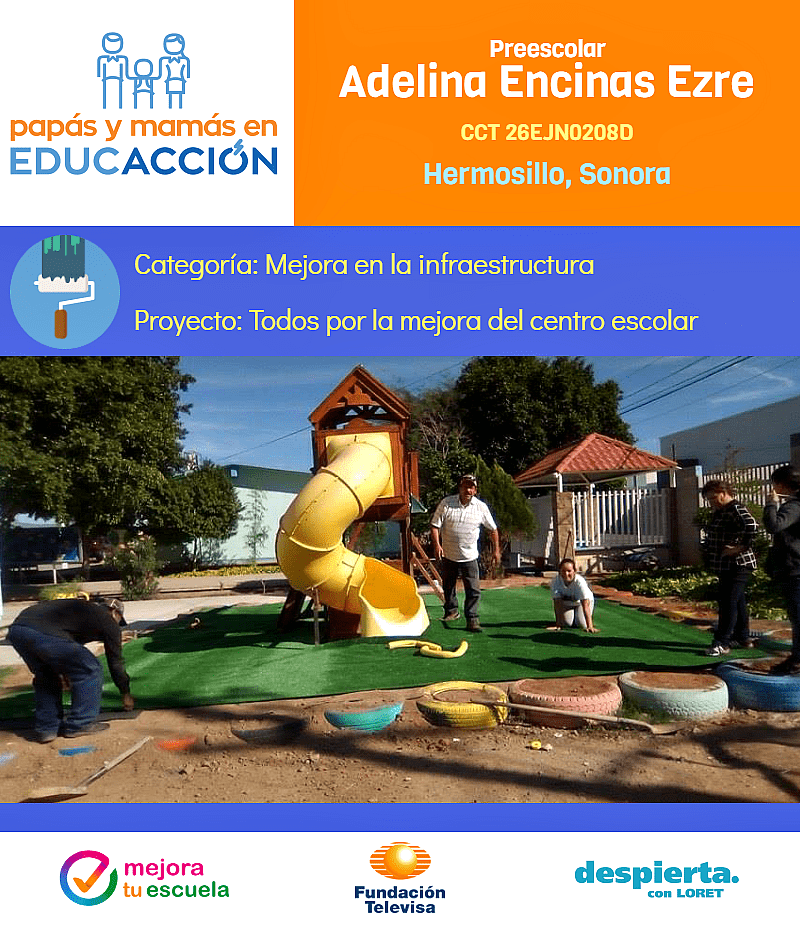 papás y mamás en
EDUCACCIÓN
Preescolar
Adelina Encinas Ezre
CCT 26EJN0208D
Hermosillo, Sonora
Categoría: Mejora en la infraestructura
Proyecto: Todos por la mejora del centro escolar
mejora
tu escuela
Fundación
Televisa
despierta.
con LORET